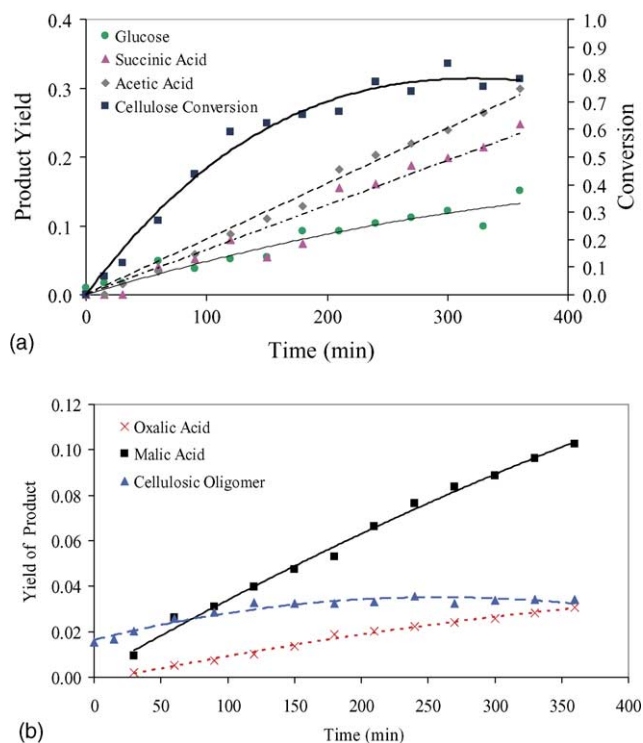 Glucose
Succinic Acid
Acetic Acid
Cellulose Conversion
Product Yield
Conversion
0.4
0.3
0.2
0.1
0.0
1.0
0.9
0.8
0.7
0.6
0.5
0.4
0.3
0.2
0.1
0.0
0 100 200 300 400
Time (min)
(a)
Oxalic Acid
Malic Acid
Cellulosic Oligomer
Yield of Product
0.12
0.10
0.08
0.06
0.04
0.02
0.00
0 50 100 150 200 250 300 350 400
Time (min)
(b)